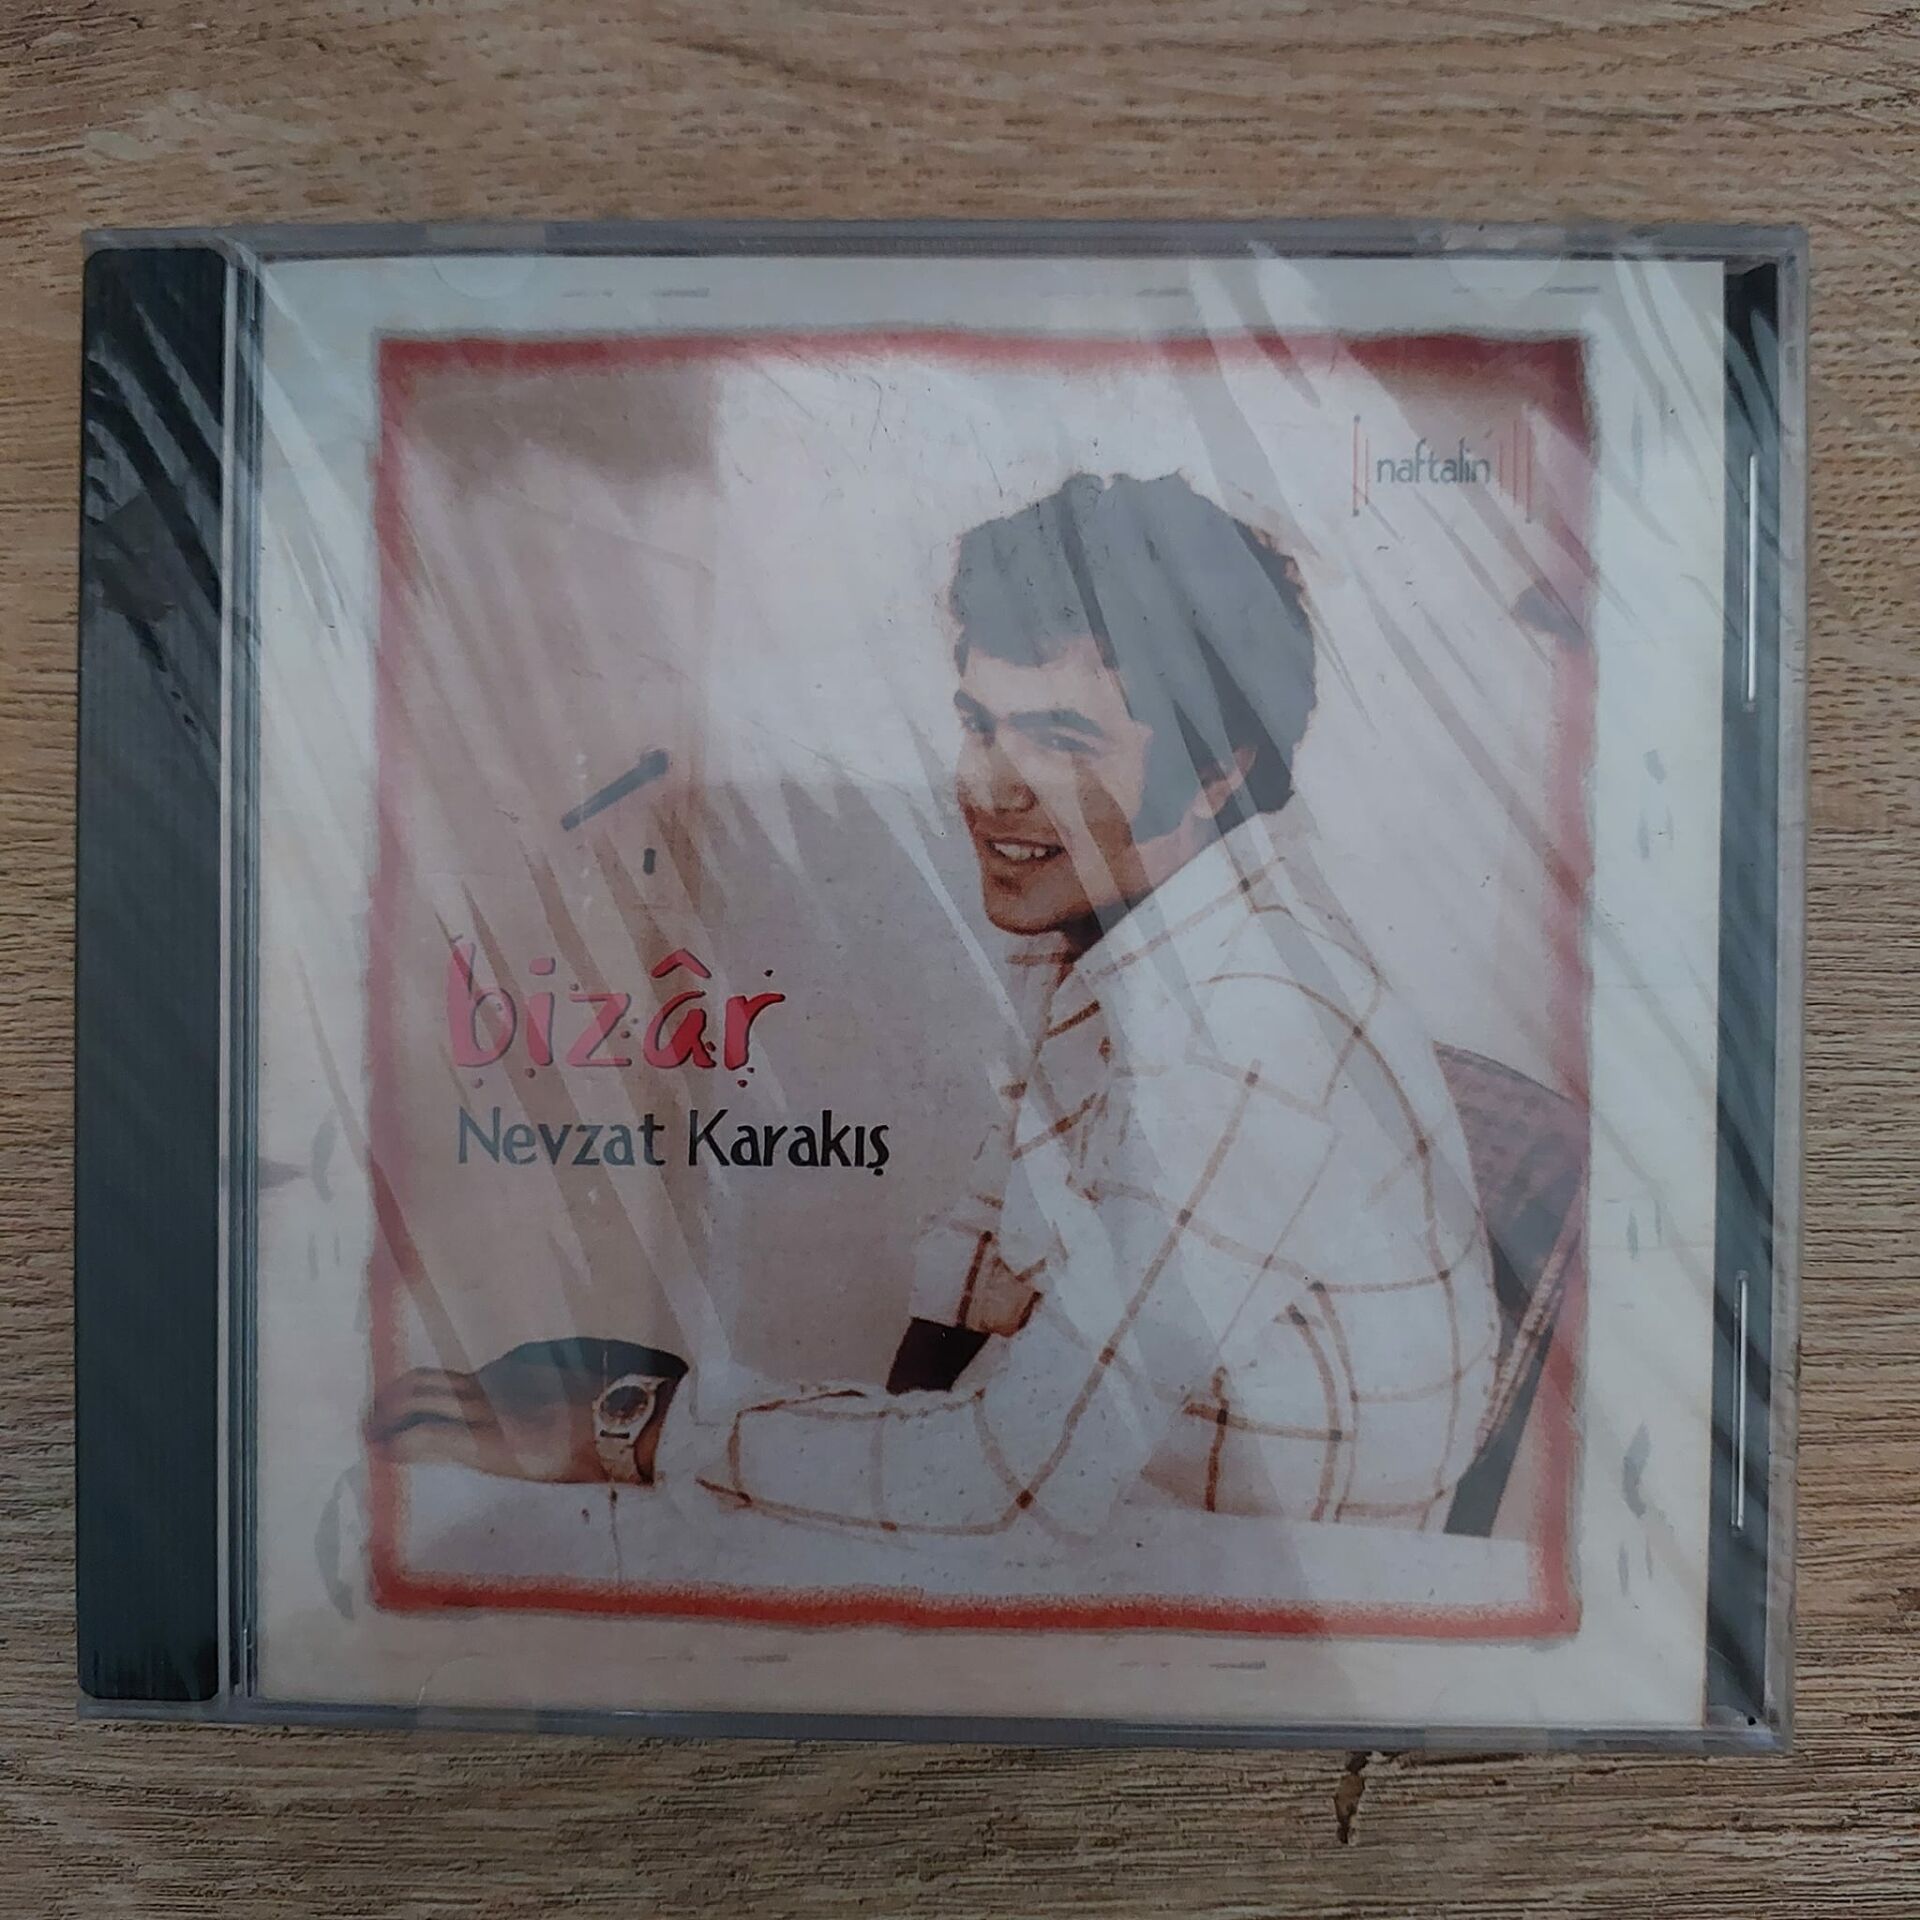 naftalin
bizâr
Nevzat Karakış